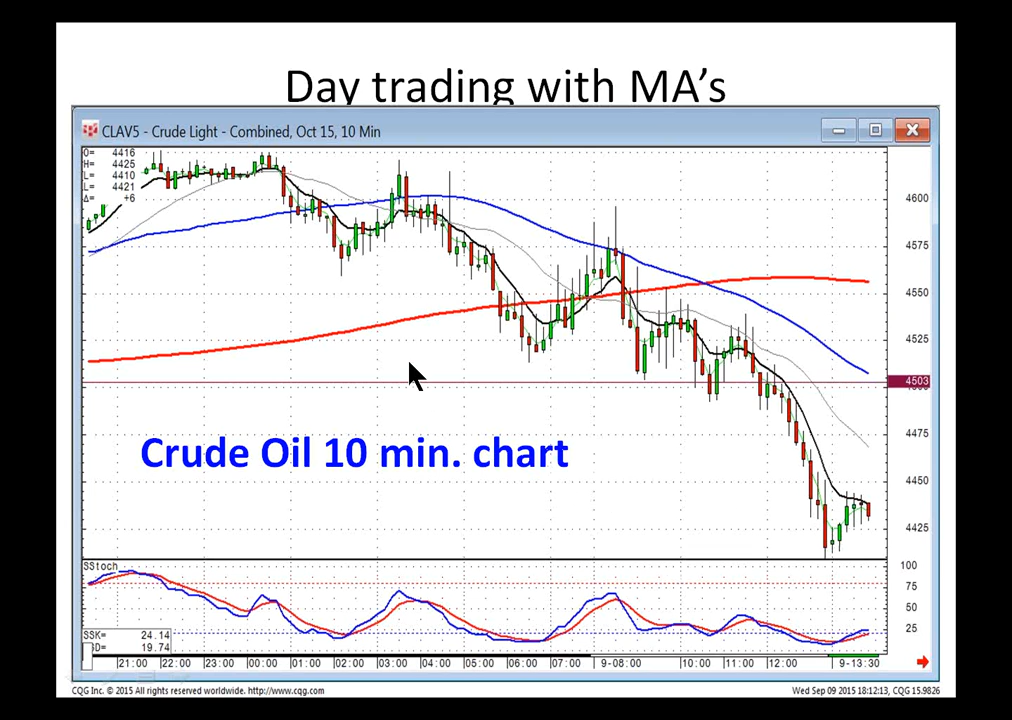 Day trading with MA's
CLAV5 - Crude Light - Combined, Oct 15, 10 Min
O= 4416
H= 4425
L= 4410
L= 4421
Δ= +6
4600
4575
4550
4525
4503
4475
4450
4425
Crude Oil 10 min. chart
SStoch
100
75
50
25
SSK= 24.14
SD= 19.74
21:00 22:00 23:00 00:00 01:00 02:00 03:00 04:00 05:00 06:00 07:00 9-08:00 10:00 11:00 12:00 9-13:30
CQG Inc. © 2015 All rights reserved worldwide. http://www.cqg.com
Wed Sep 09 2015 18:12:13, CQG 15.9826